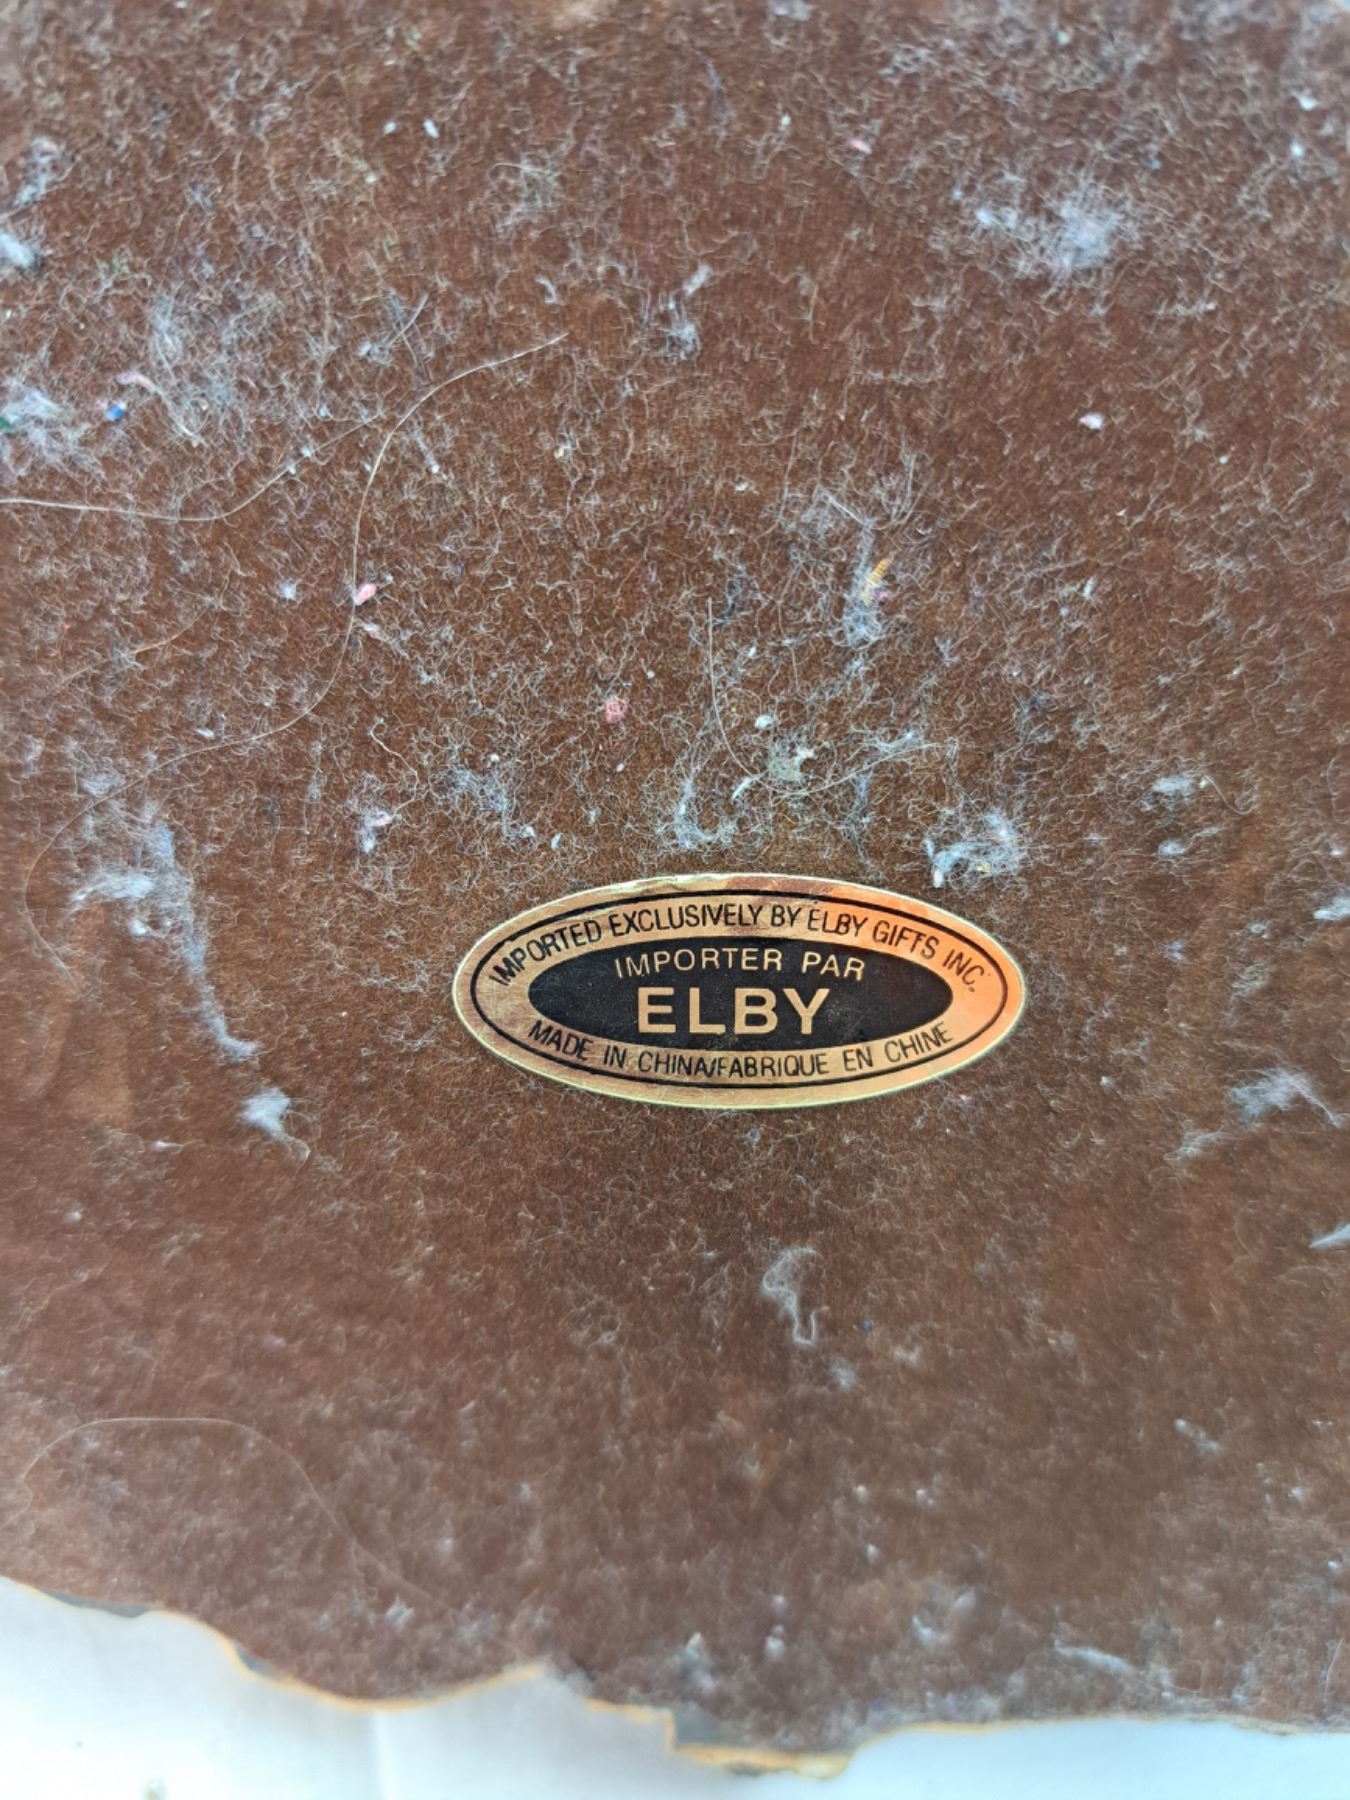 IMPORTED EXCLUSIVELY BY ELBY GIFTS INC.
IMPORTER PAR
ELBY
MADE IN CHINA/FABRIQUE EN CHINE